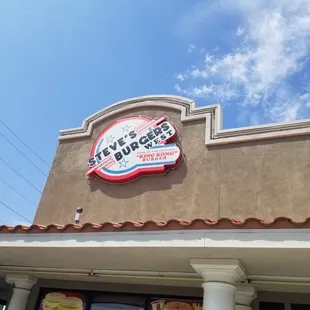 STEVE'S
BURGERS
WEST
"KING KONG"
BURGER